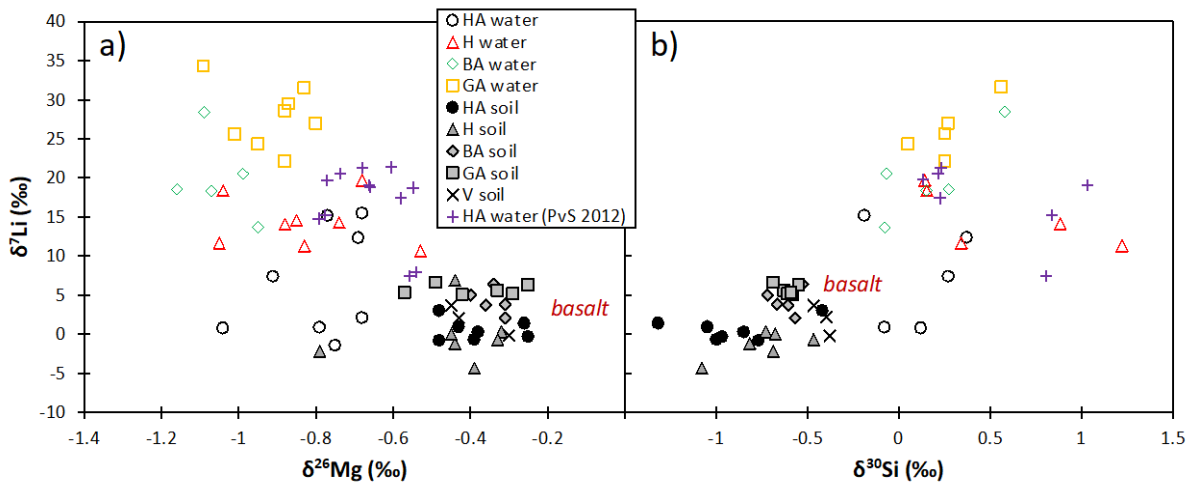 a)
b)
HA water
H water
BA water
GA water
HA soil
H soil
BA soil
GA soil
V soil
HA water (PvS 2012)
basalt
basalt
δ⁷Li (‰)
40
35
30
25
20
15
10
5
0
-5
-10
-1.4 -1.2 -1 -0.8 -0.6 -0.4 -0.2
-1 -0.5 0 0.5 1 1.5
δ²⁶Mg (‰)
δ³⁰Si (‰)